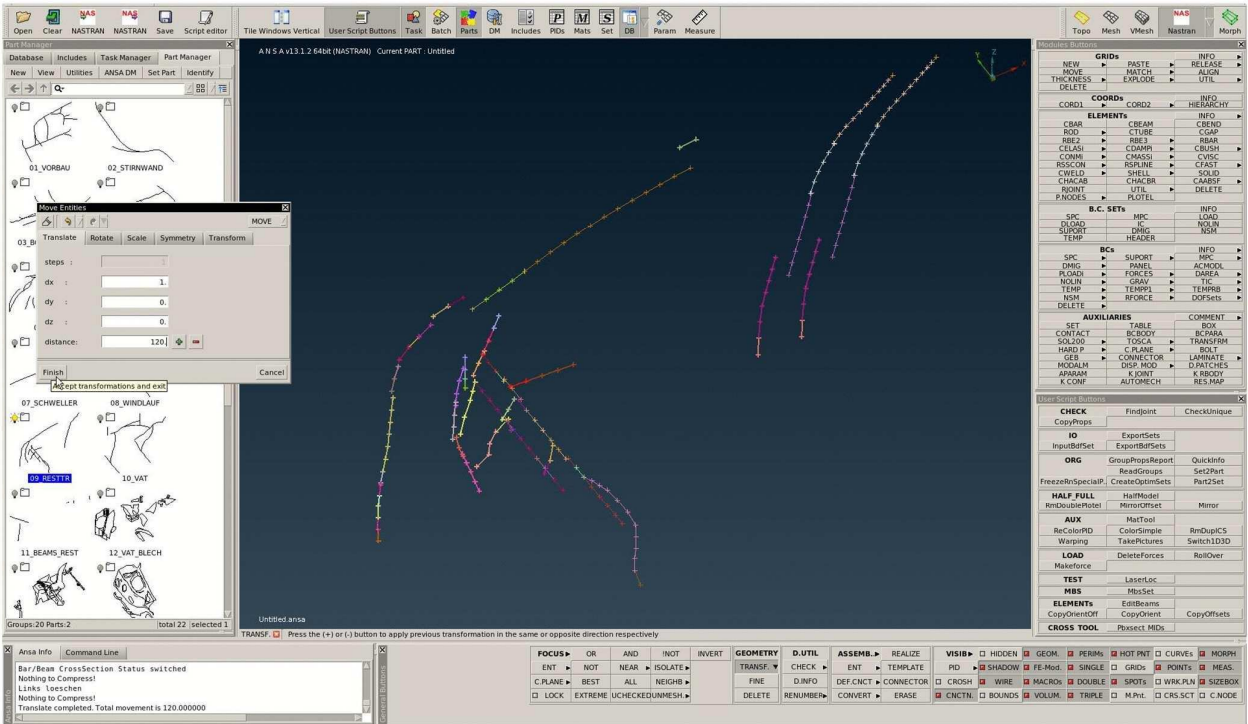 Open Clear NASTRAN NASTRAN Save Script editor Tile Windows Vertical User Script Buttons Task Batch Parts DM Includes PIDs Mats Set DB Param Measure Topo Mesh VMesh Nastran Morph
Part Manager
Database Includes Task Manager Part Manager
New View Utilities ANSA DM Set Part Identify
01_VORBAU 02_STIRNWAND
07_SCHWELLER 08_WINDLAUF
09_RESTTR 10_VAT
11_BEAMS_REST 12_VAT_BLECH
Groups:20 Parts:2 total 22 selected 1
Move Entities
MOVE
Translate Rotate Scale Symmetry Transform
steps :
dx : 1.
dy : 0.
dz : 0.
distance: 120.
Finish Cancel
Accept transformations and exit
A N S A v13.1.2 64bit (NASTRAN) Current PART : Untitled
Untitled.ansa
TRANSF. Press the (+) or (-) button to apply previous transformation in the same or opposite direction respectively
Modules Buttons
GRIDs INFO
NEW PASTE RELEASE
MOVE MATCH ALIGN
THICKNESS EXPLODE UTIL
DELETE
COORDs INFO
CORD1 CORD2 HIERARCHY
ELEMENTs INFO
CBAR CBEAM CBEND
ROD CTUBE CGAP
RBE2 RBE3 RBAR
CELASi CDAMPi CBUSH
CONMi CMASSi CVISC
RSSCON RSPLINE CFAST
CWELD SHELL SOLID
CHACAB CHACBR CAABSF
RJOINT UTIL DELETE
P.NODES PLOTEL
B.C. SETs INFO
SPC MPC LOAD
DLOAD IC NOLIN
SUPORT DMIG NSM
TEMP HEADER
BCs INFO
SPC SUPORT MPC
DMIG PANEL ACMODL
PLOADi FORCES DAREA
NOLIN GRAV TIC
TEMP TEMPP1 TEMPRB
NSM RFORCE DOFSets
DELETE
AUXILIARIES COMMENT
SET TABLE BOX
CONTACT BCBODY BCPARA
SOL200 TOSCA TRANSFRM
HARD P C.PLANE BOLT
GEB CONNECTOR LAMINATE
MODALM DISP. MOD D.PATCHES
APARAM K JOINT K RBODY
K CONF AUTOMECH RES.MAP
User Script Buttons
CHECK FindJoint CheckUnique
CopyProps
IO ExportSets
InputBdfSet ExportBdfSets
ORG GroupPropsReport QuickInfo
ReadGroups Set2Part
FreezeRnSpecialP.. CreateOptimSets Part2Set
HALF_FULL HalfModel
RmDoublePlotel MirrorOffset Mirror
AUX MatTool
ReColorPID ColorSimple RmDuplCS
Warping TakePictures Switch1D3D
LOAD DeleteForces RollOver
Makeforce
TEST LaserLoc
MBS MbsSet
ELEMENTs EditBeams
CopyOrientOff CopyOrient CopyOffsets
CROSS TOOL Pbxsect MIDs
Ansa Info
Ansa Info Command Line
Bar/Beam CrossSection Status switched
Nothing to Compress!
Links loeschen
Nothing to Compress!
Translate completed. Total movement is 120.000000
General Buttons
FOCUS OR AND !NOT INVERT GEOMETRY D.UTIL ASSEMB. REALIZE VISIB HIDDEN GEOM. PERIMs HOT PNT CURVEs MORPH
ENT NOT NEAR ISOLATE TRANSF. CHECK ENT TEMPLATE PID SHADOW FE-Mod. SINGLE GRIDs POINTs MEAS.
C.PLANE BEST ALL NEIGHB FINE D.INFO DEF.CNCT CONNECTOR CROSH WIRE MACROs DOUBLE SPOTs WRK.PLN SIZEBOX
LOCK EXTREME UCHECKED UNMESH. DELETE RENUMBER CONVERT ERASE CNCTN. BOUNDS VOLUM. TRIPLE M.Pnt. CRS.SCT C.NODE